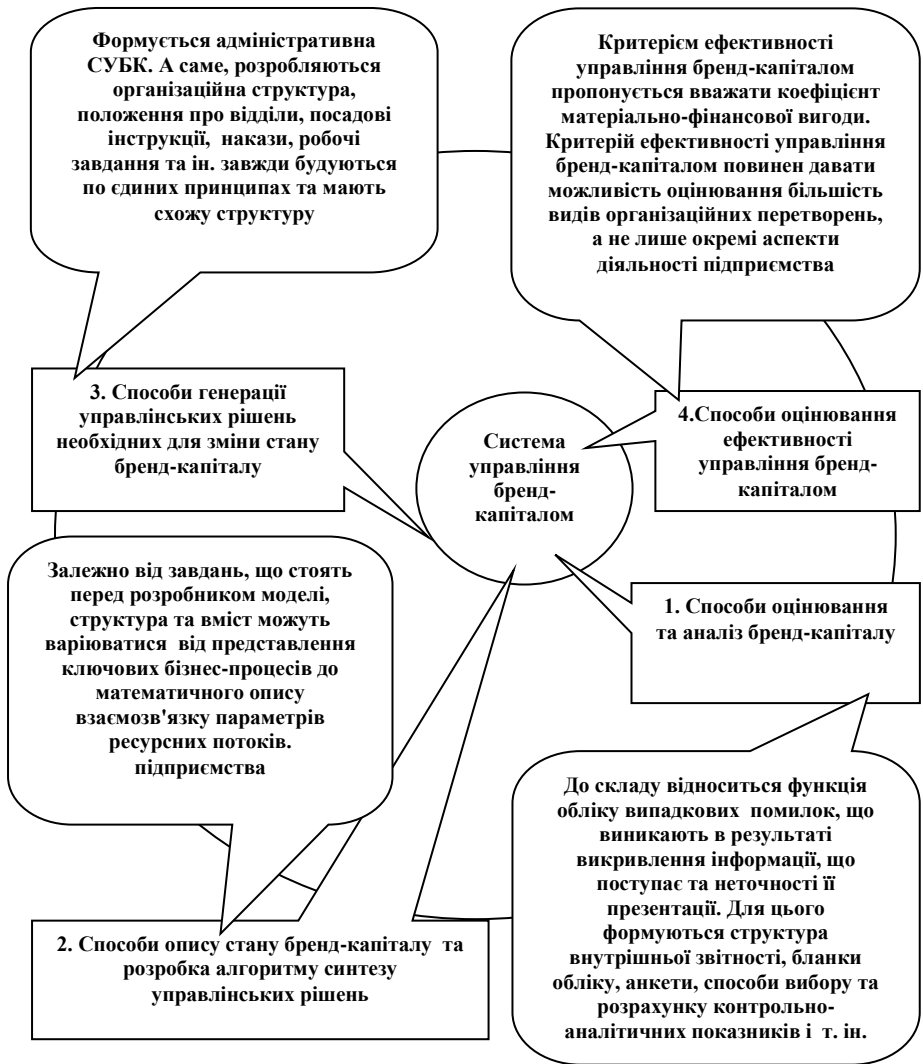 Формується адміністративна
СУБК. А саме, розробляються
організаційна структура,
положення про відділи, посадові
інструкції, накази, робочі
завдання та ін. завжди будуються
по єдиних принципах та мають
схожу структуру
Критерієм ефективності
управління бренд-капіталом
пропонується вважати коефіцієнт
матеріально-фінансової вигоди.
Критерій ефективності управління
бренд-капіталом повинен давати
можливість оцінювання більшість
видів організаційних перетворень,
а не лише окремі аспекти
діяльності підприємства
3. Способи генерації
управлінських рішень
необхідних для зміни стану
бренд-капіталу
Система
управління
бренд-
капіталом
4.Способи оцінювання
ефективності
управління бренд-
капіталом
Залежно від завдань, що стоять
перед розробником моделі,
структура та вміст можуть
варіюватися від представлення
ключових бізнес-процесів до
математичного опису
взаємозв'язку параметрів
ресурсних потоків.
підприємства
1. Способи оцінювання
та аналіз бренд-капіталу
2. Способи опису стану бренд-капіталу та
розробка алгоритму синтезу
управлінських рішень
До складу відноситься функція
обліку випадкових помилок, що
виникають в результаті
викривлення інформації, що
поступає та неточності її
презентації. Для цього
формуються структура
внутрішньої звітності, бланки
обліку, анкети, способи вибору та
розрахунку контрольно-
аналітичних показників і т. ін.